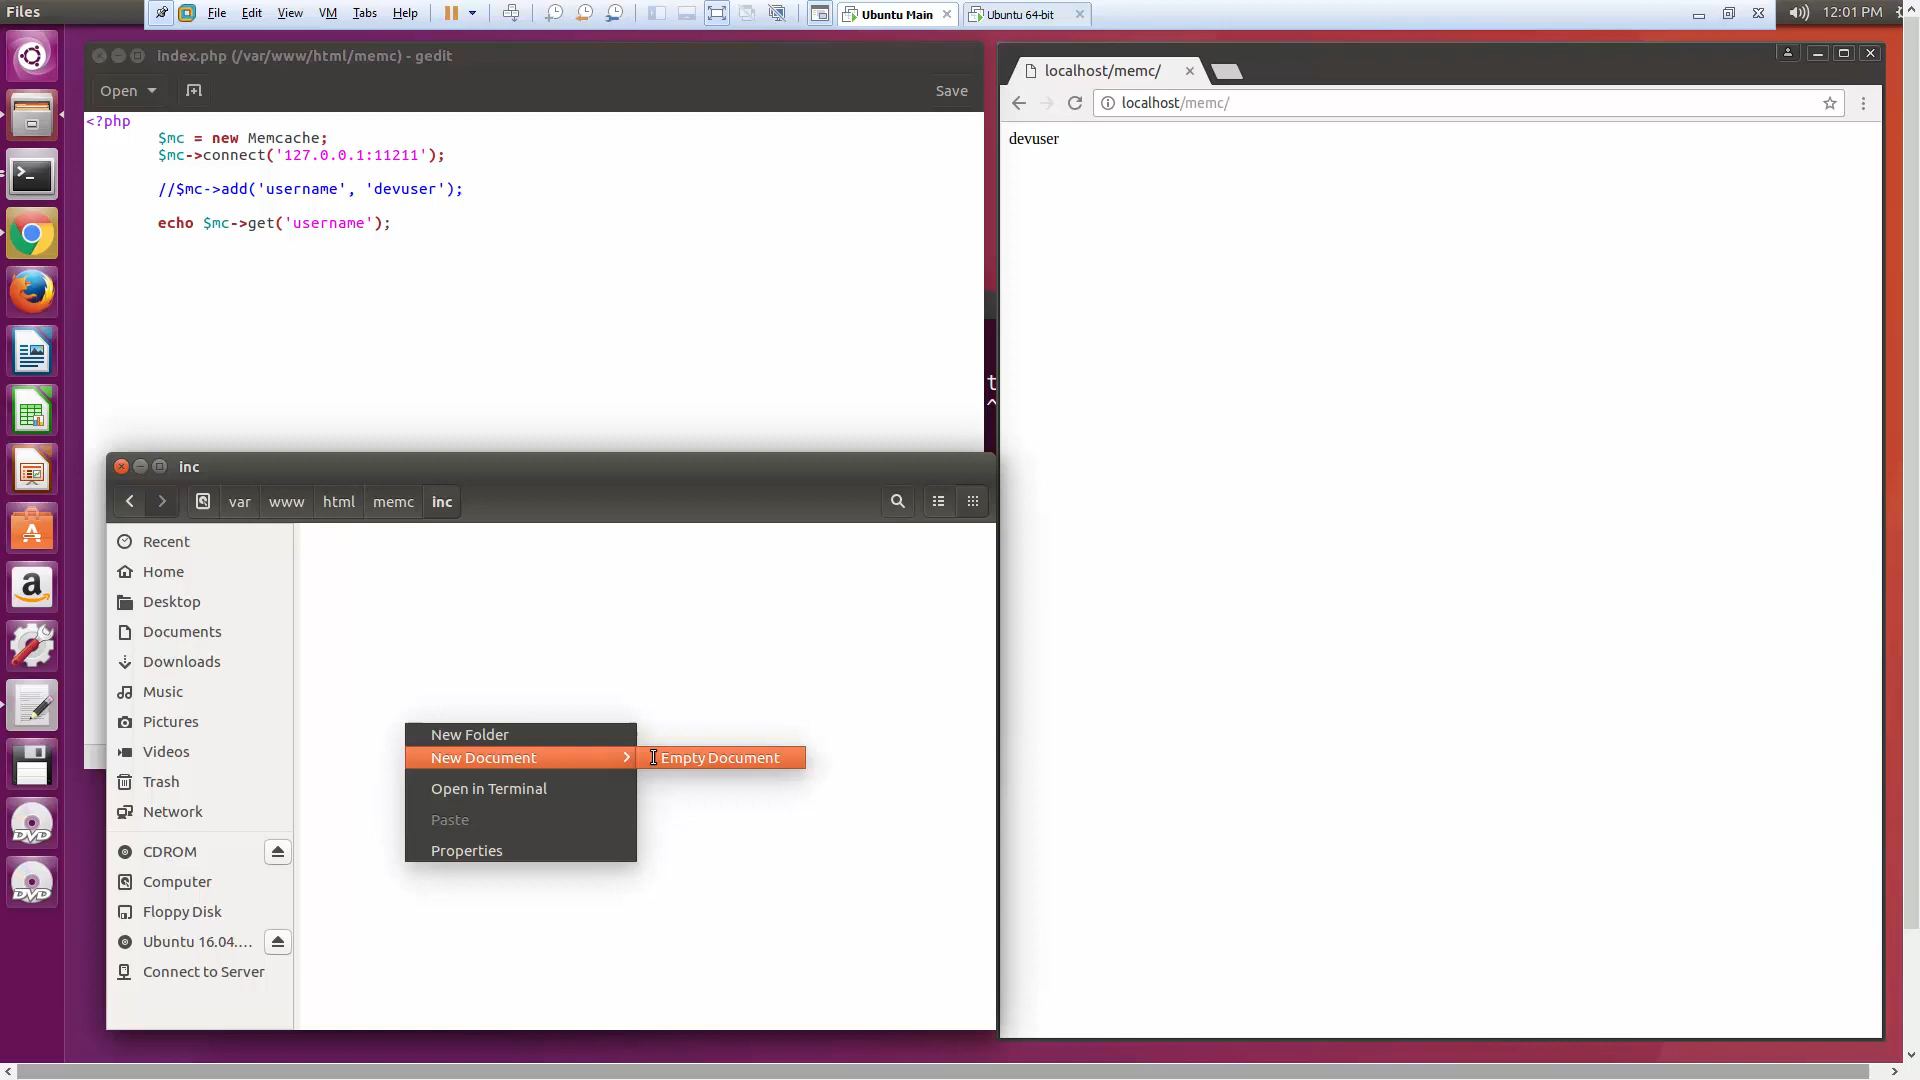 Files
File Edit View VM Tabs Help
Ubuntu Main
Ubuntu 64-bit
12:01 PM
index.php (/var/www/html/memc) - gedit
Open
Save
<?php
$mc = new Memcache;
$mc->connect('127.0.0.1:11211');
//$mc->add('username', 'devuser');
echo $mc->get('username');
localhost/memc/
localhost/memc/
devuser
t
^
inc
var www html memc inc
Recent
Home
Desktop
Documents
Downloads
Music
Pictures
Videos
Trash
Network
CDROM
Computer
Floppy Disk
Ubuntu 16.04....
Connect to Server
New Folder
New Document
Empty Document
Open in Terminal
Paste
Properties
a
DVD
DVD